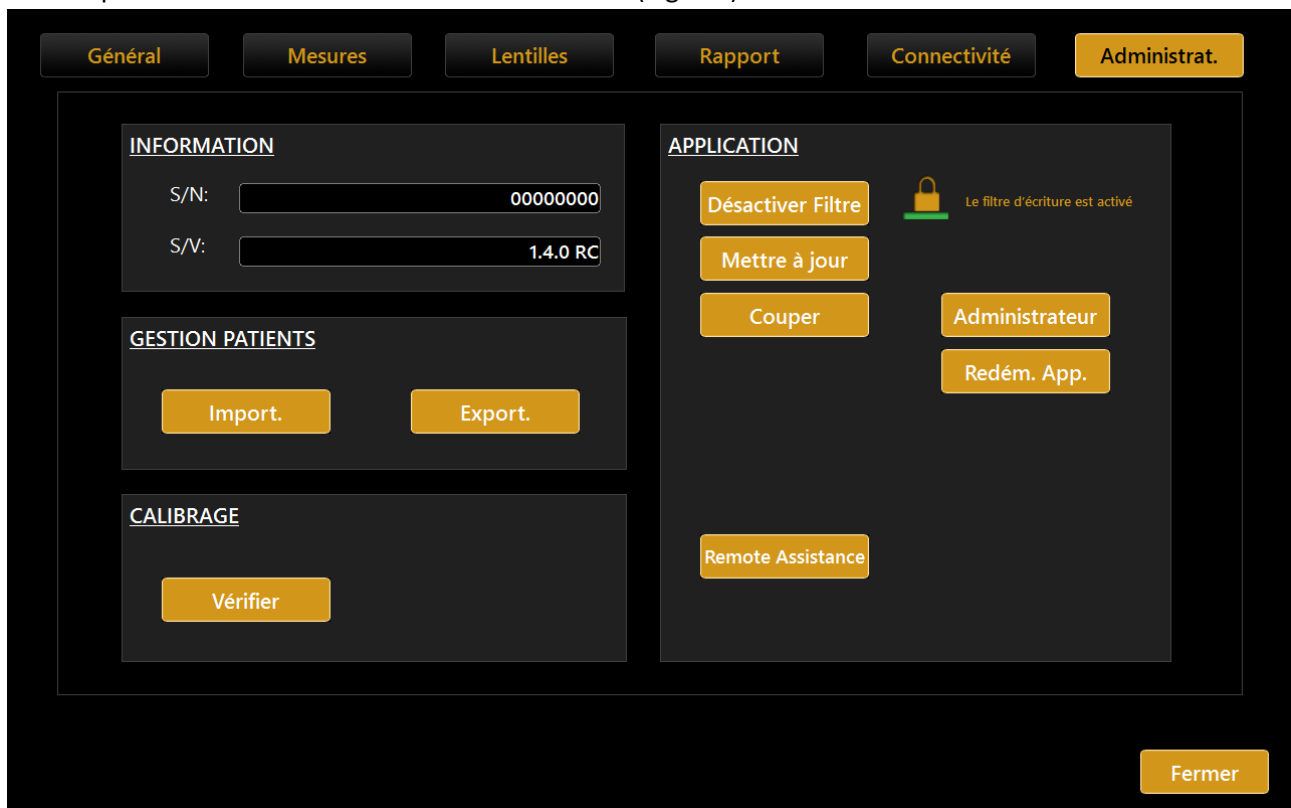 Général Mesures Lentilles Rapport Connectivité Administrat.
INFORMATION
S/N: 00000000
S/V: 1.4.0 RC
GESTION PATIENTS
Import. Export.
CALIBRAGE
Vérifier
APPLICATION
Désactiver Filtre Le filtre d'écriture est activé
Mettre à jour
Couper Administrateur
Redém. App.
Remote Assistance
Fermer